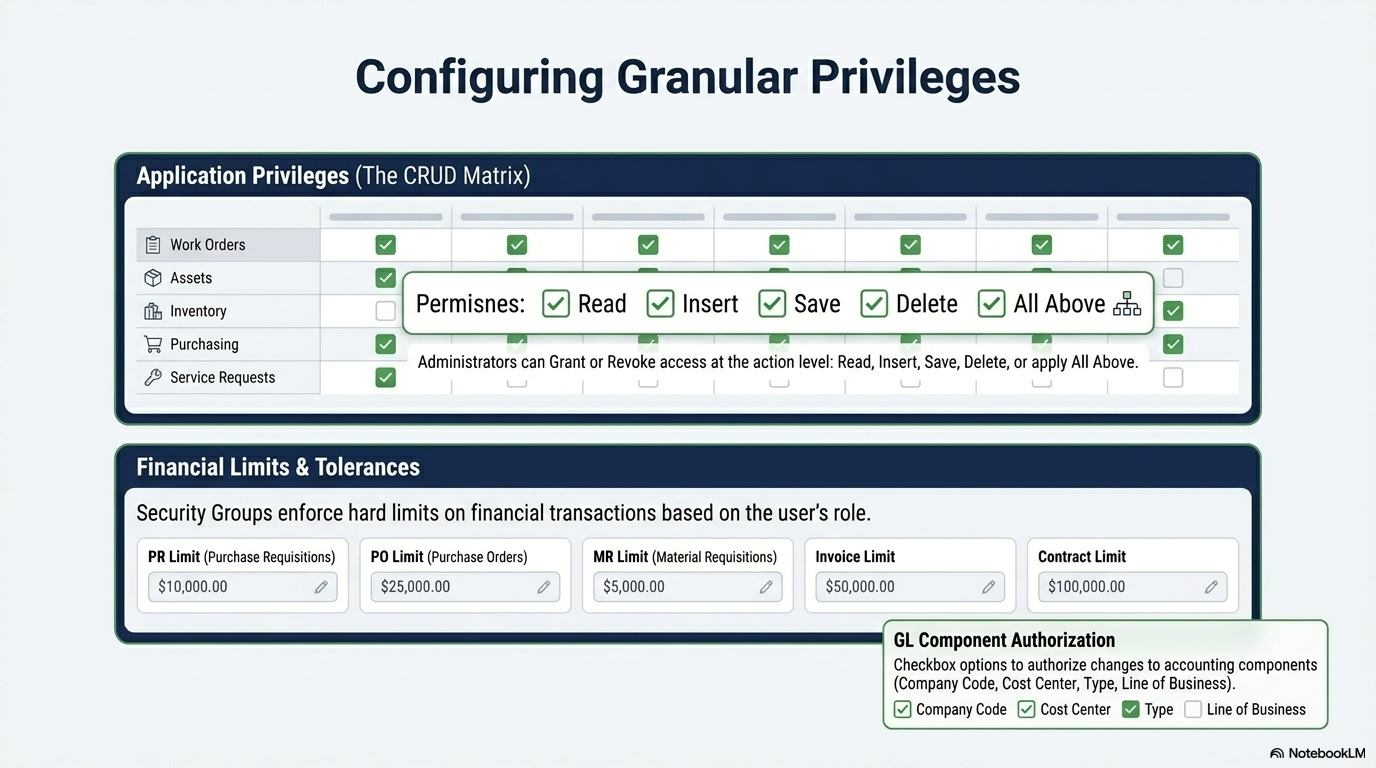 Configuring Granular Privileges
Application Privileges (The CRUD Matrix)
Work Orders
Assets
Inventory
Purchasing
Service Requests
Permisnes: Read Insert Save Delete All Above
Administrators can Grant or Revoke access at the action level: Read, Insert, Save, Delete, or apply All Above.
Financial Limits & Tolerances
Security Groups enforce hard limits on financial transactions based on the user's role.
PR Limit (Purchase Requisitions)
$10,000.00
PO Limit (Purchase Orders)
$25,000.00
MR Limit (Material Requisitions)
$5,000.00
Invoice Limit
$50,000.00
Contract Limit
$100,000.00
GL Component Authorization
Checkbox options to authorize changes to accounting components
(Company Code, Cost Center, Type, Line of Business).
Company Code Cost Center Type Line of Business
NotebookLM